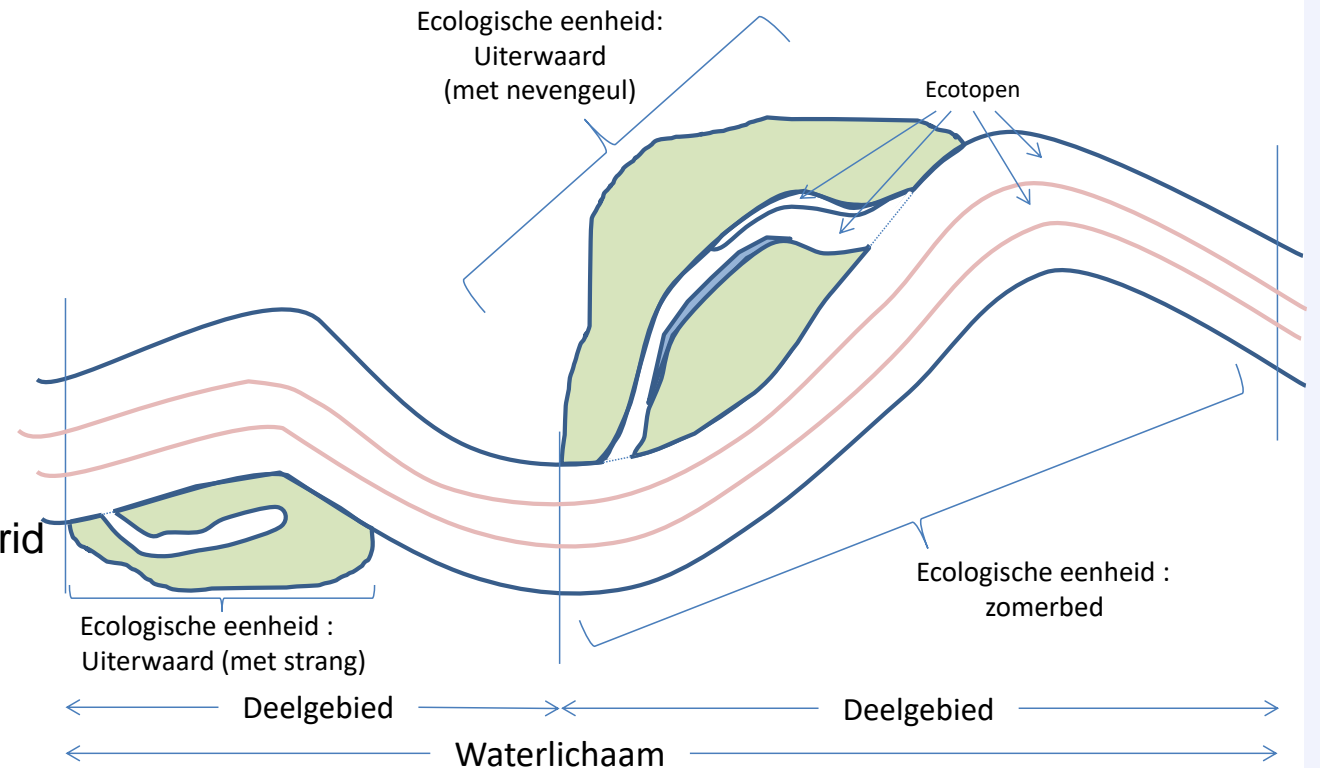 Ecologische eenheid:
Uiterwaard
(met nevengeul)
Ecotopen
rid
Ecologische eenheid :
zomerbed
Ecologische eenheid :
Uiterwaard (met strang)
Deelgebied
Deelgebied
Waterlichaam